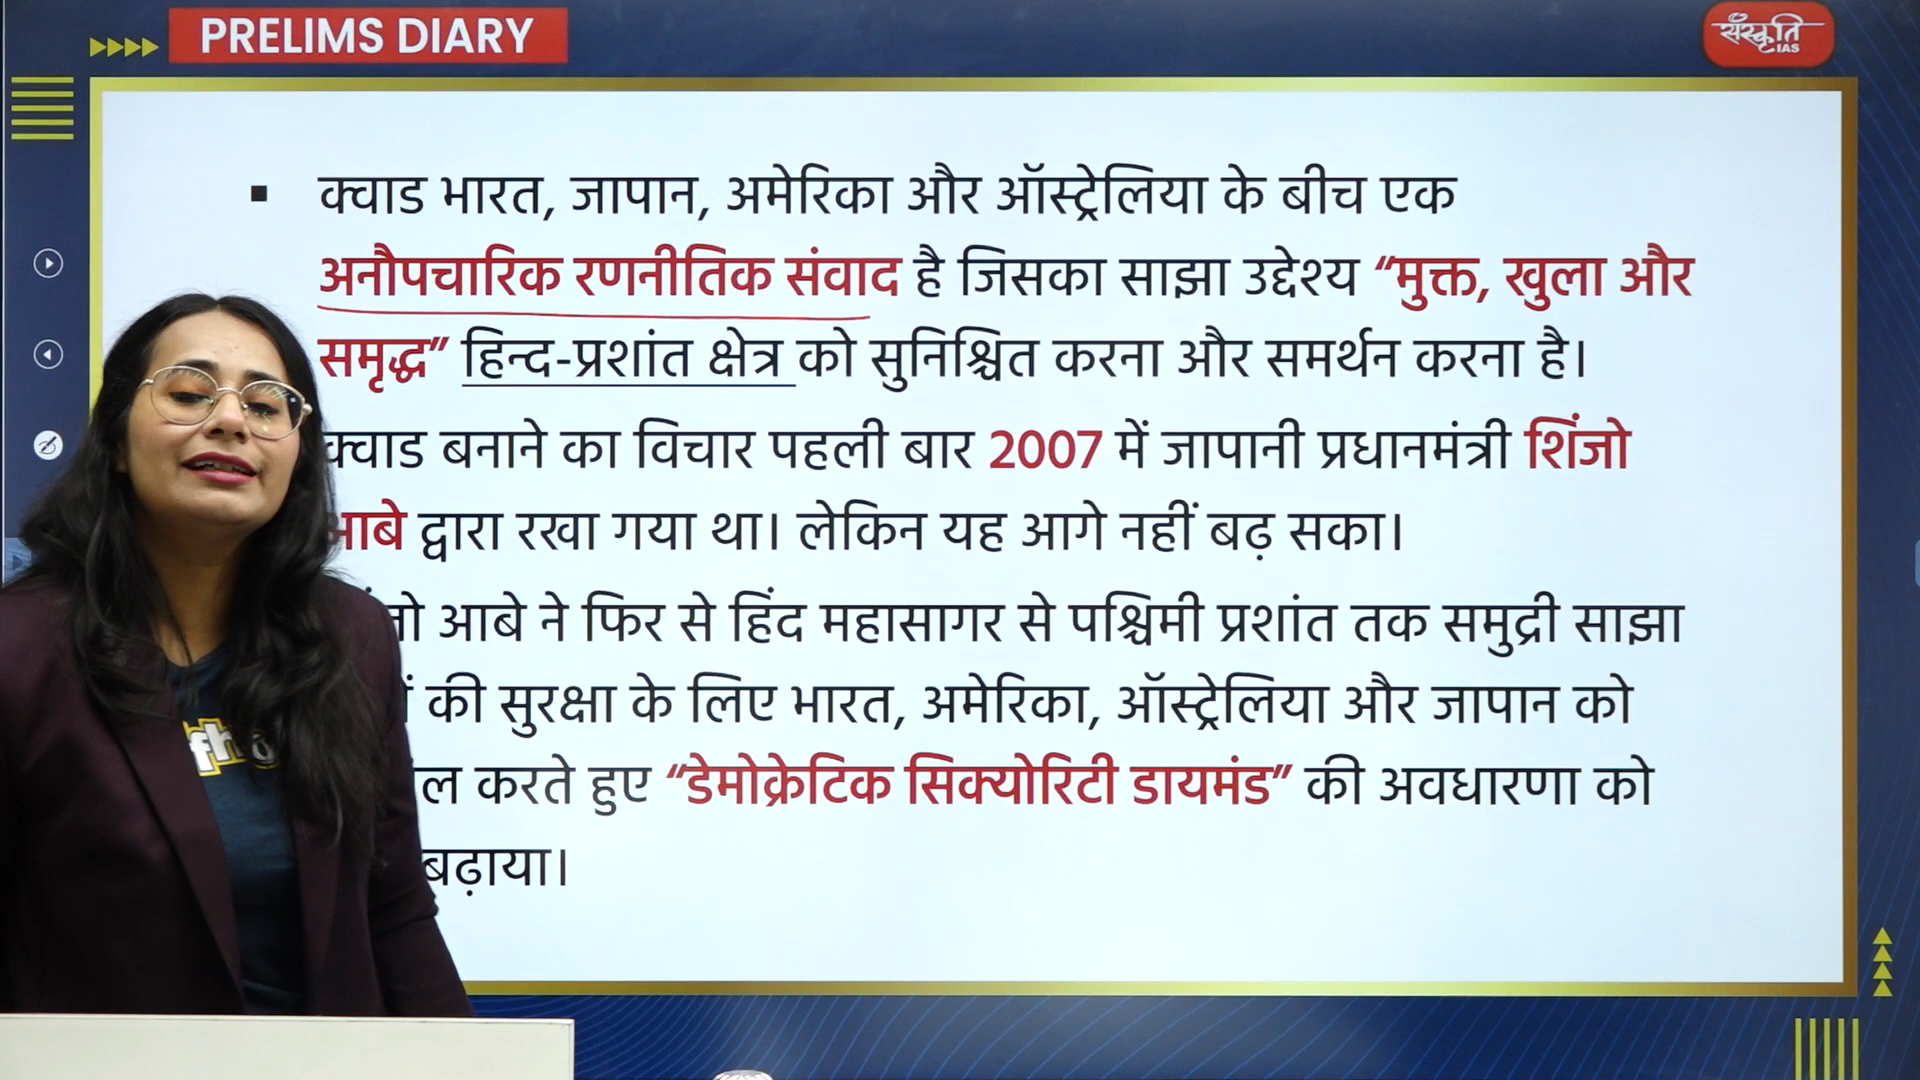 PRELIMS DIARY
संस्कृति
IAS
▪ क्वाड भारत, जापान, अमेरिका और ऑस्ट्रेलिया के बीच एक
अनौपचारिक रणनीतिक संवाद है जिसका साझा उद्देश्य “मुक्त, खुला और
समृद्ध” हिन्द-प्रशांत क्षेत्र को सुनिश्चित करना और समर्थन करना है।
क्वाड बनाने का विचार पहली बार 2007 में जापानी प्रधानमंत्री शिंजो
आबे द्वारा रखा गया था। लेकिन यह आगे नहीं बढ़ सका।
आबे ने फिर से हिंद महासागर से पश्चिमी प्रशांत तक समुद्री साझा
की सुरक्षा के लिए भारत, अमेरिका, ऑस्ट्रेलिया और जापान को
करते हुए “डेमोक्रेटिक सिक्योरिटी डायमंड” की अवधारणा को
बढ़ाया।